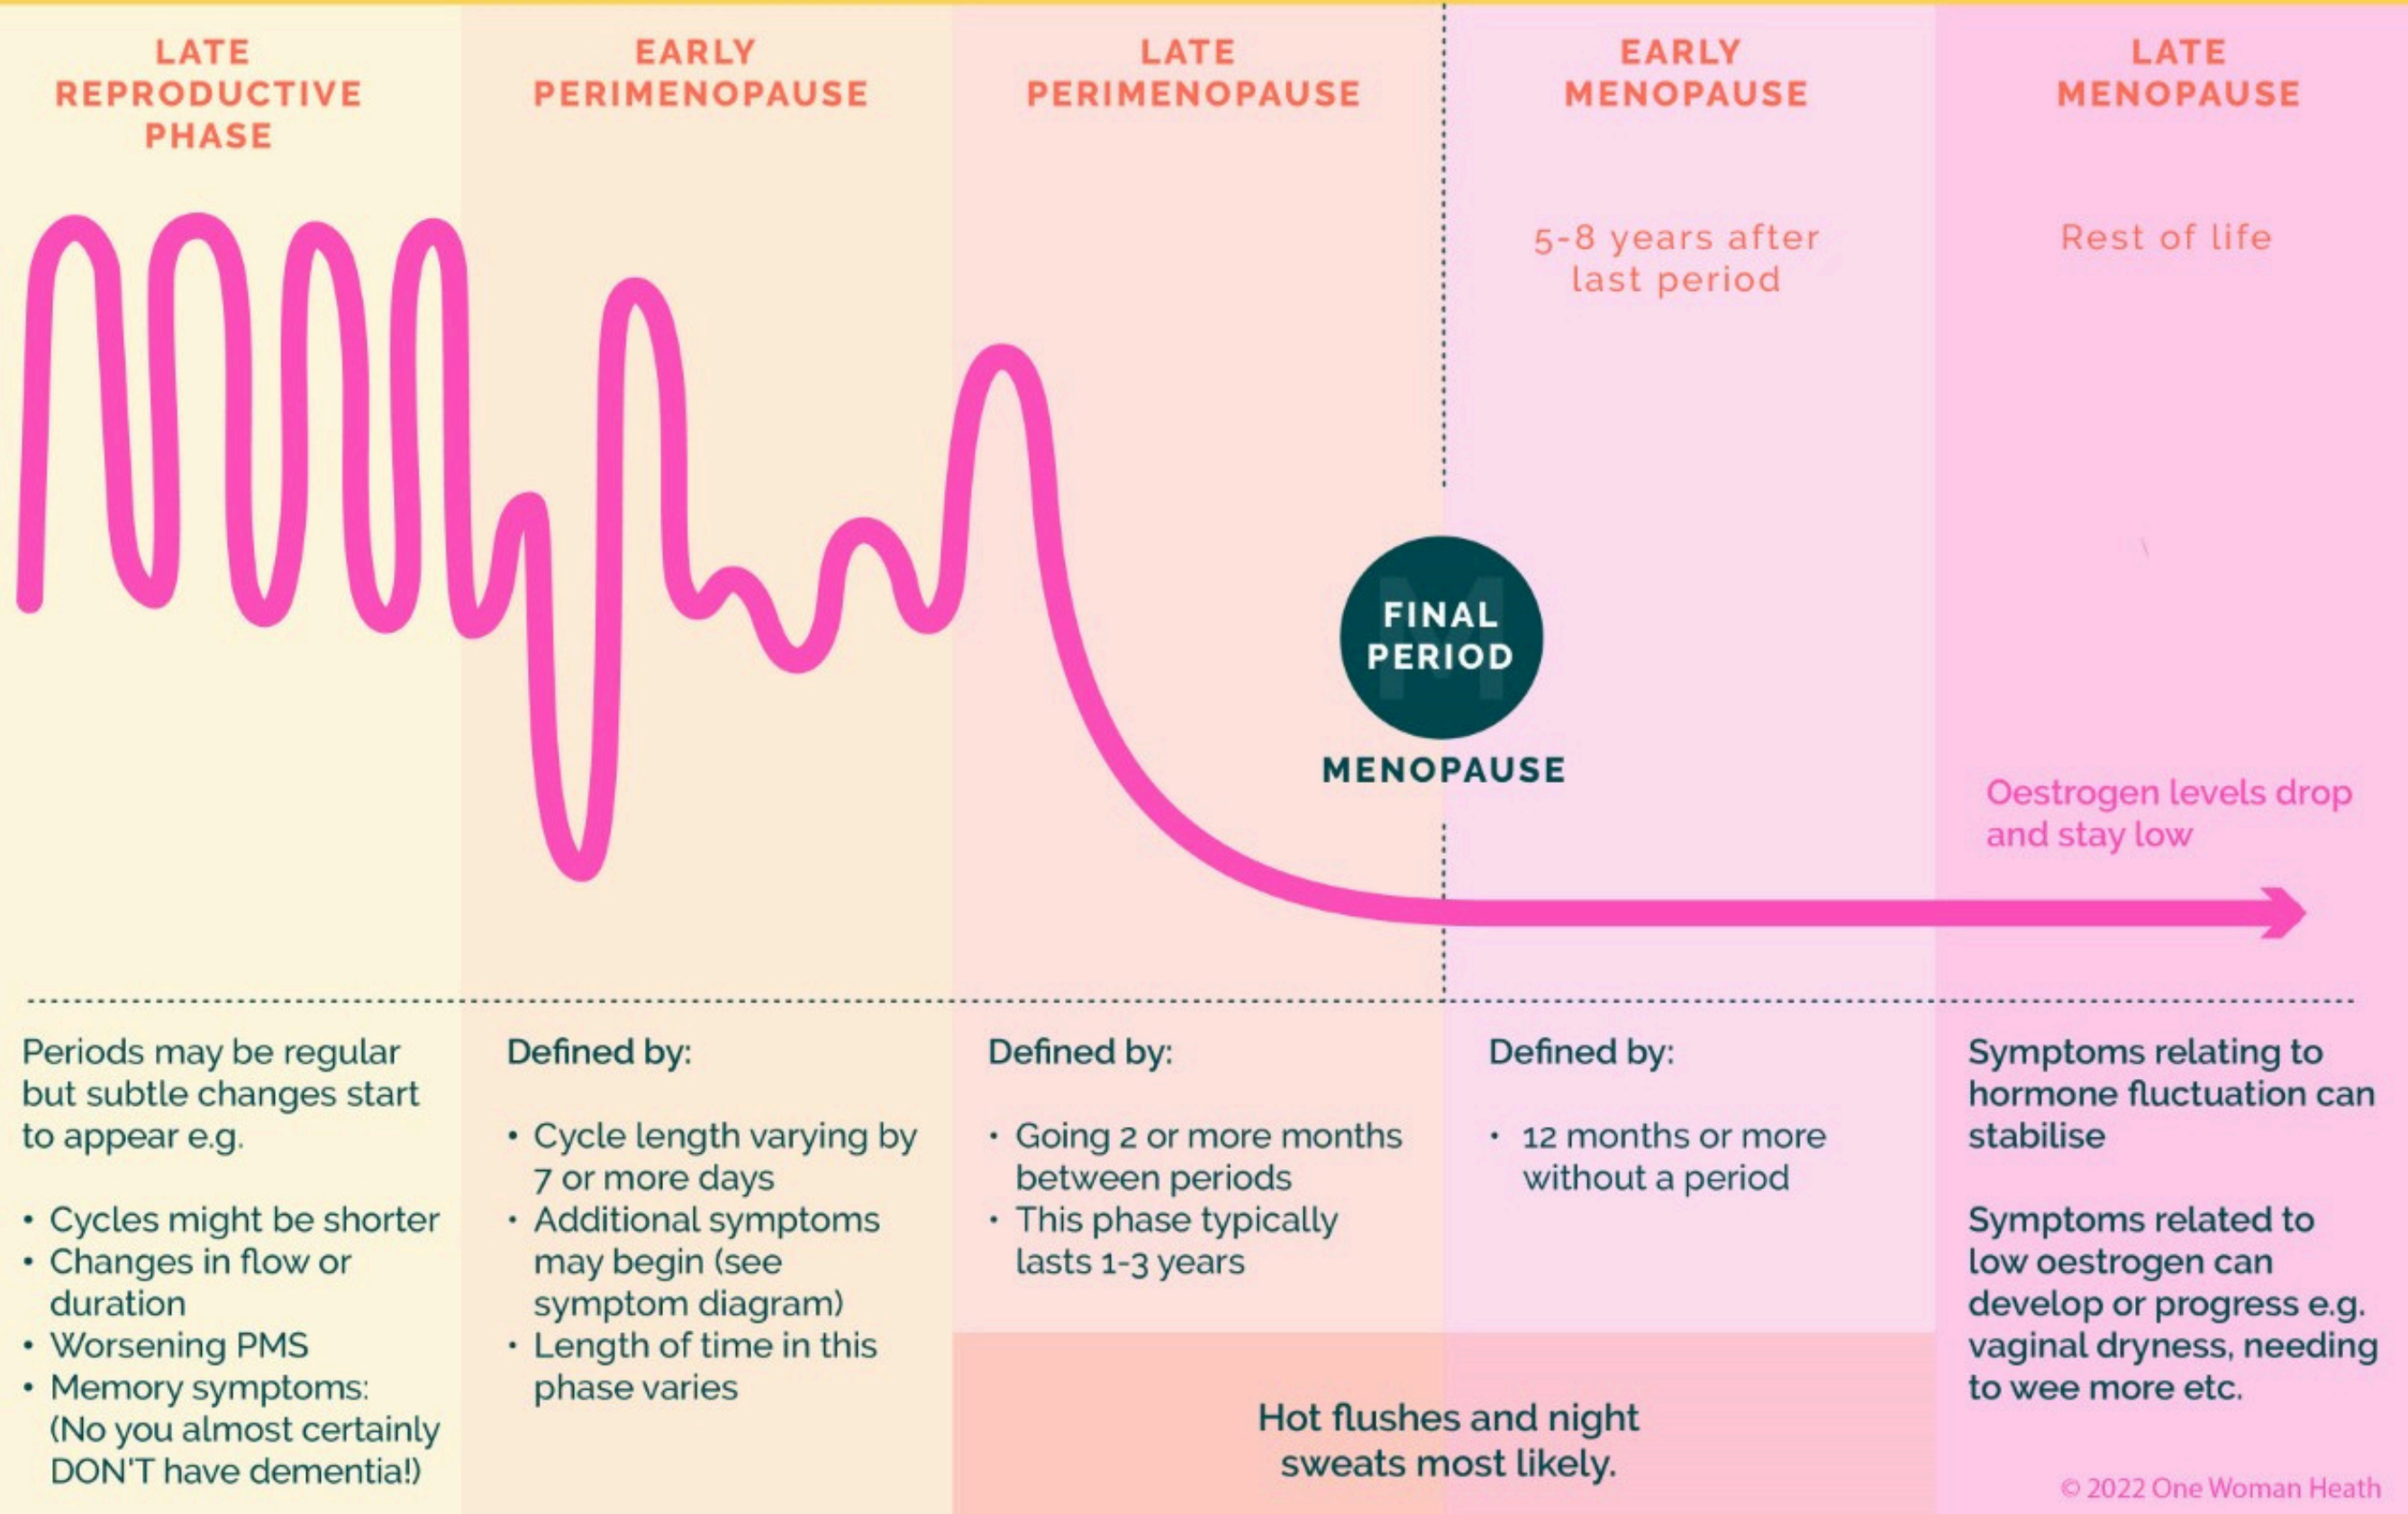 LATE
REPRODUCTIVE
PHASE
EARLY
PERIMENOPAUSE
LATE
PERIMENOPAUSE
EARLY
MENOPAUSE
LATE
MENOPAUSE
5-8 years after
last period
Rest of life
M
FINAL
PERIOD
MENOPAUSE
Oestrogen levels drop
and stay low
Periods may be regular
but subtle changes start
to appear e.g.
• Cycles might be shorter
• Changes in flow or
duration
• Worsening PMS
• Memory symptoms:
(No you almost certainly
DON'T have dementia!)
Defined by:
• Cycle length varying by
7 or more days
• Additional symptoms
may begin (see
symptom diagram)
• Length of time in this
phase varies
Defined by:
• Going 2 or more months
between periods
• This phase typically
lasts 1-3 years
Defined by:
• 12 months or more
without a period
Hot flushes and night
sweats most likely.
Symptoms relating to
hormone fluctuation can
stabilise
Symptoms related to
low oestrogen can
develop or progress e.g.
vaginal dryness, needing
to wee more etc.
© 2022 One Woman Heath